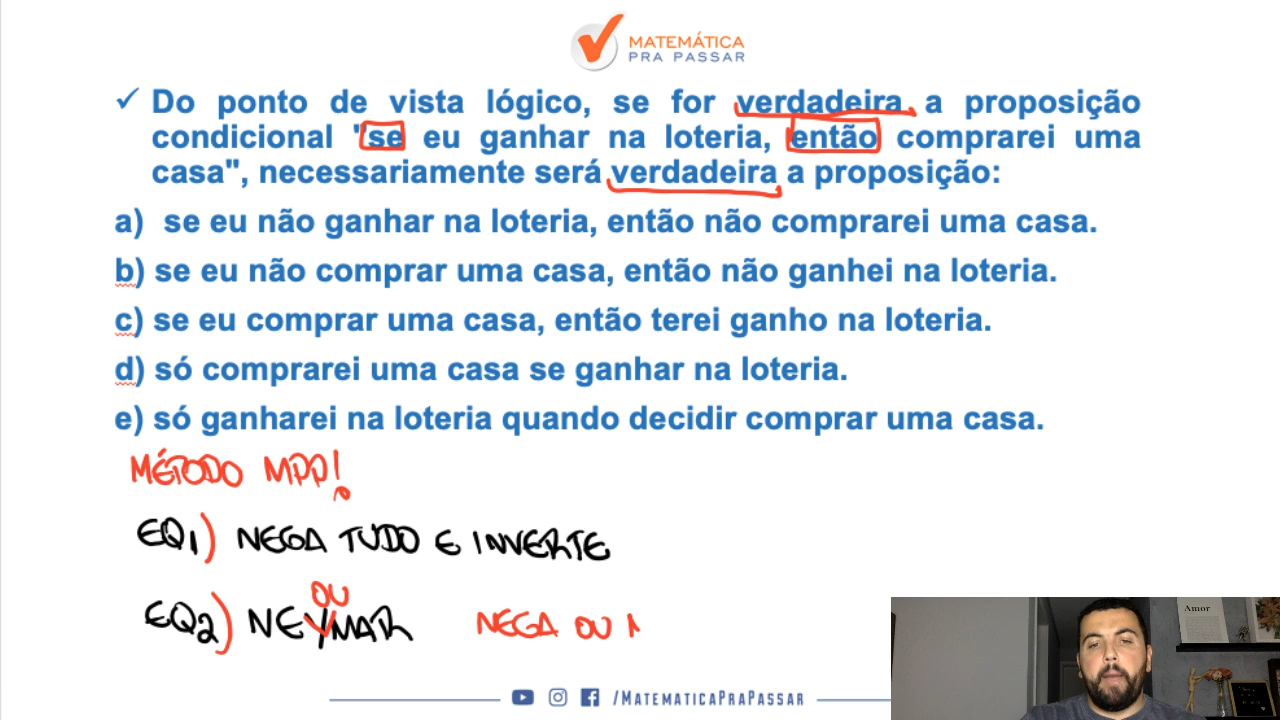 MATEMÁTICA
PRA PASSAR
✓ Do ponto de vista lógico, se for verdadeira a proposição
condicional "se eu ganhar na loteria, então comprarei uma
casa", necessariamente será verdadeira a proposição:
a) se eu não ganhar na loteria, então não comprarei uma casa.
b) se eu não comprar uma casa, então não ganhei na loteria.
c) se eu comprar uma casa, então terei ganho na loteria.
d) só comprarei uma casa se ganhar na loteria.
e) só ganharei na loteria quando decidir comprar uma casa.
MÉTODO MPP!
EQ1) NEGA TUDO E INVERTE
OU
EQ2) NEYMAR NEGA OU
Amor
/MATEMATICAPRAPASSAR